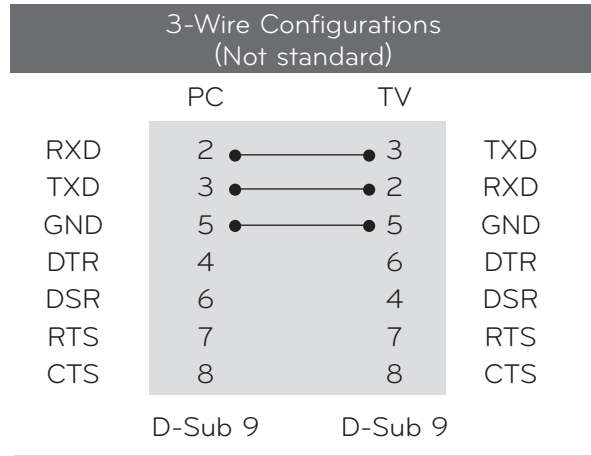 3-Wire Configurations
(Not standard)
PC TV
RXD 2 3 TXD
TXD 3 2 RXD
GND 5 5 GND
DTR 4 6 DTR
DSR 6 4 DSR
RTS 7 7 RTS
CTS 8 8 CTS
D-Sub 9 D-Sub 9